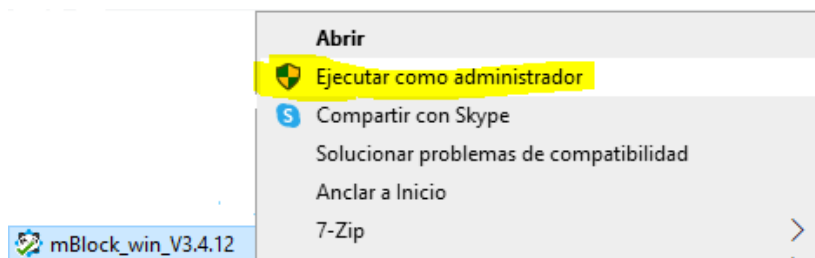 Abrir
Ejecutar como administrador
S Compartir con Skype
Solucionar problemas de compatibilidad
Anclar a Inicio
7-Zip
mBlock_win_V3.4.12